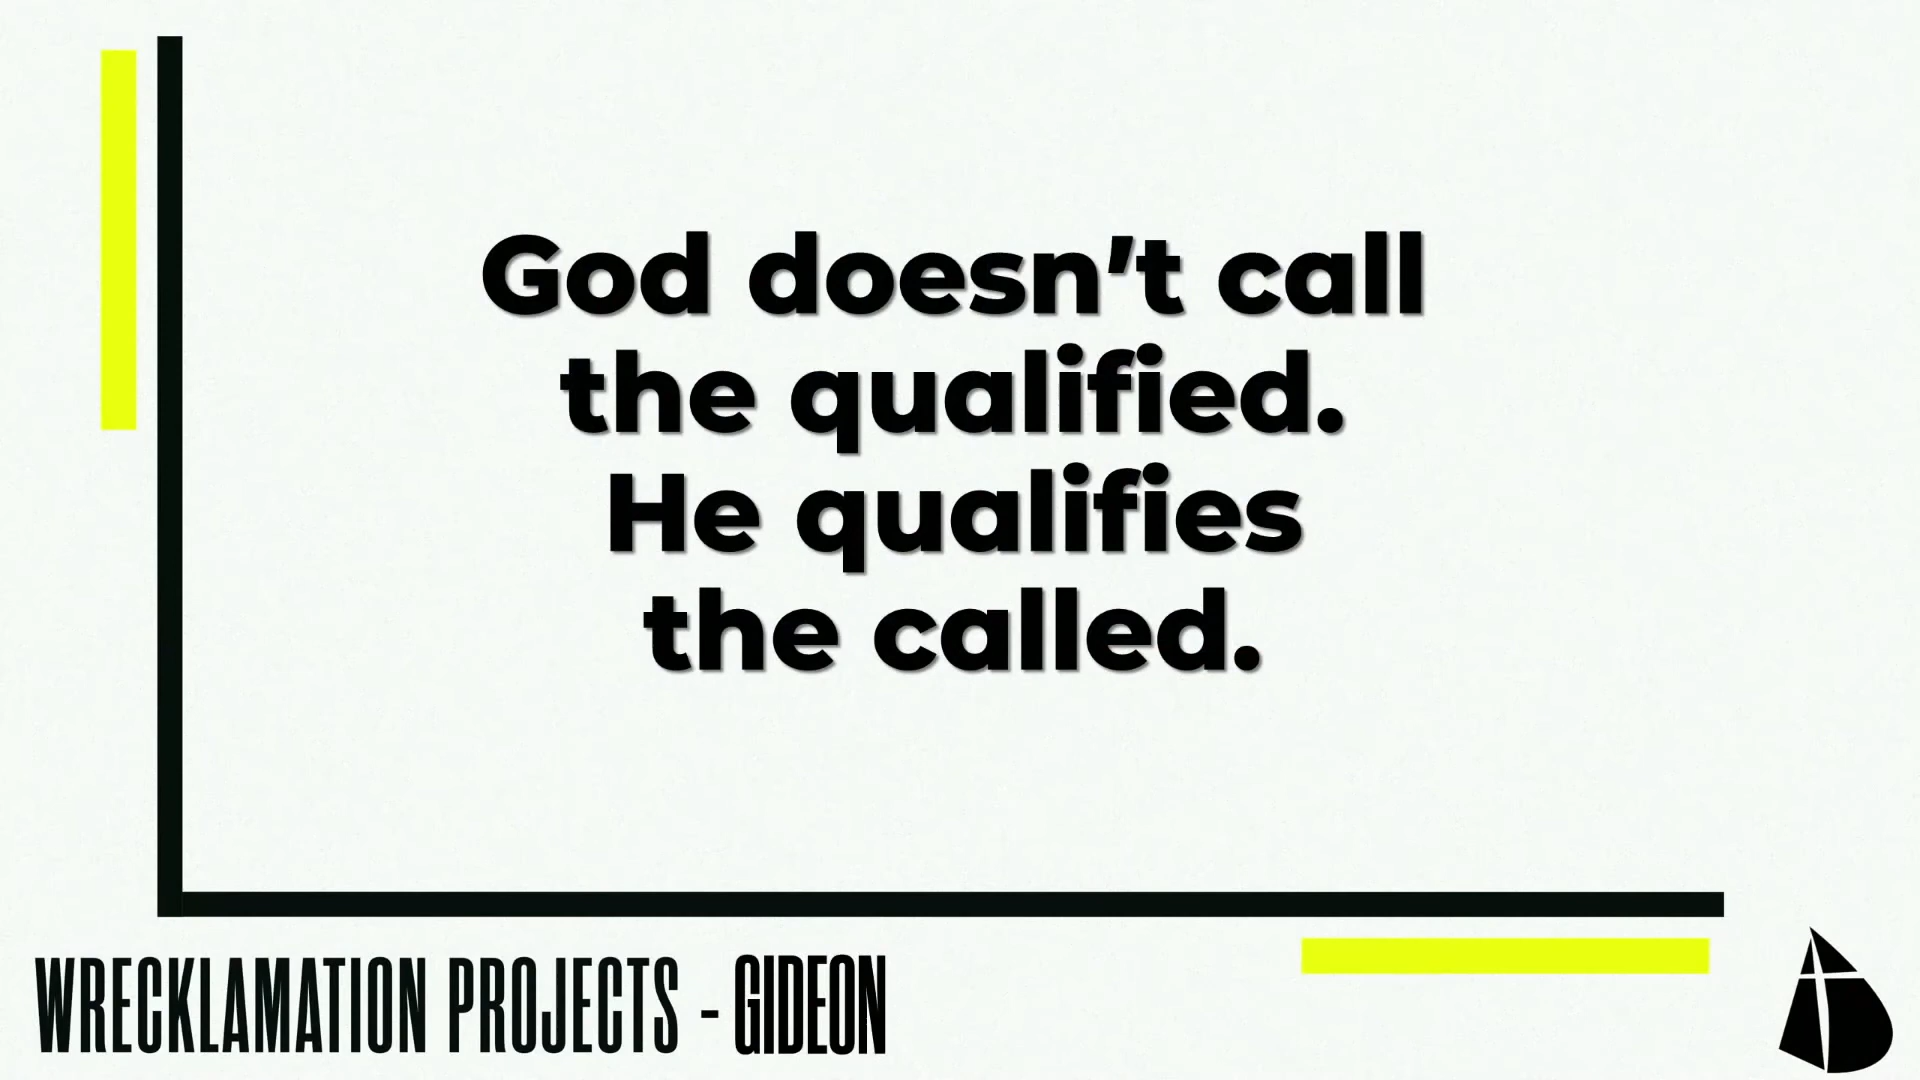 God doesn’t call
the qualified.
He qualifies
the called.
WRECKLAMATION PROJECTS - GIDEON